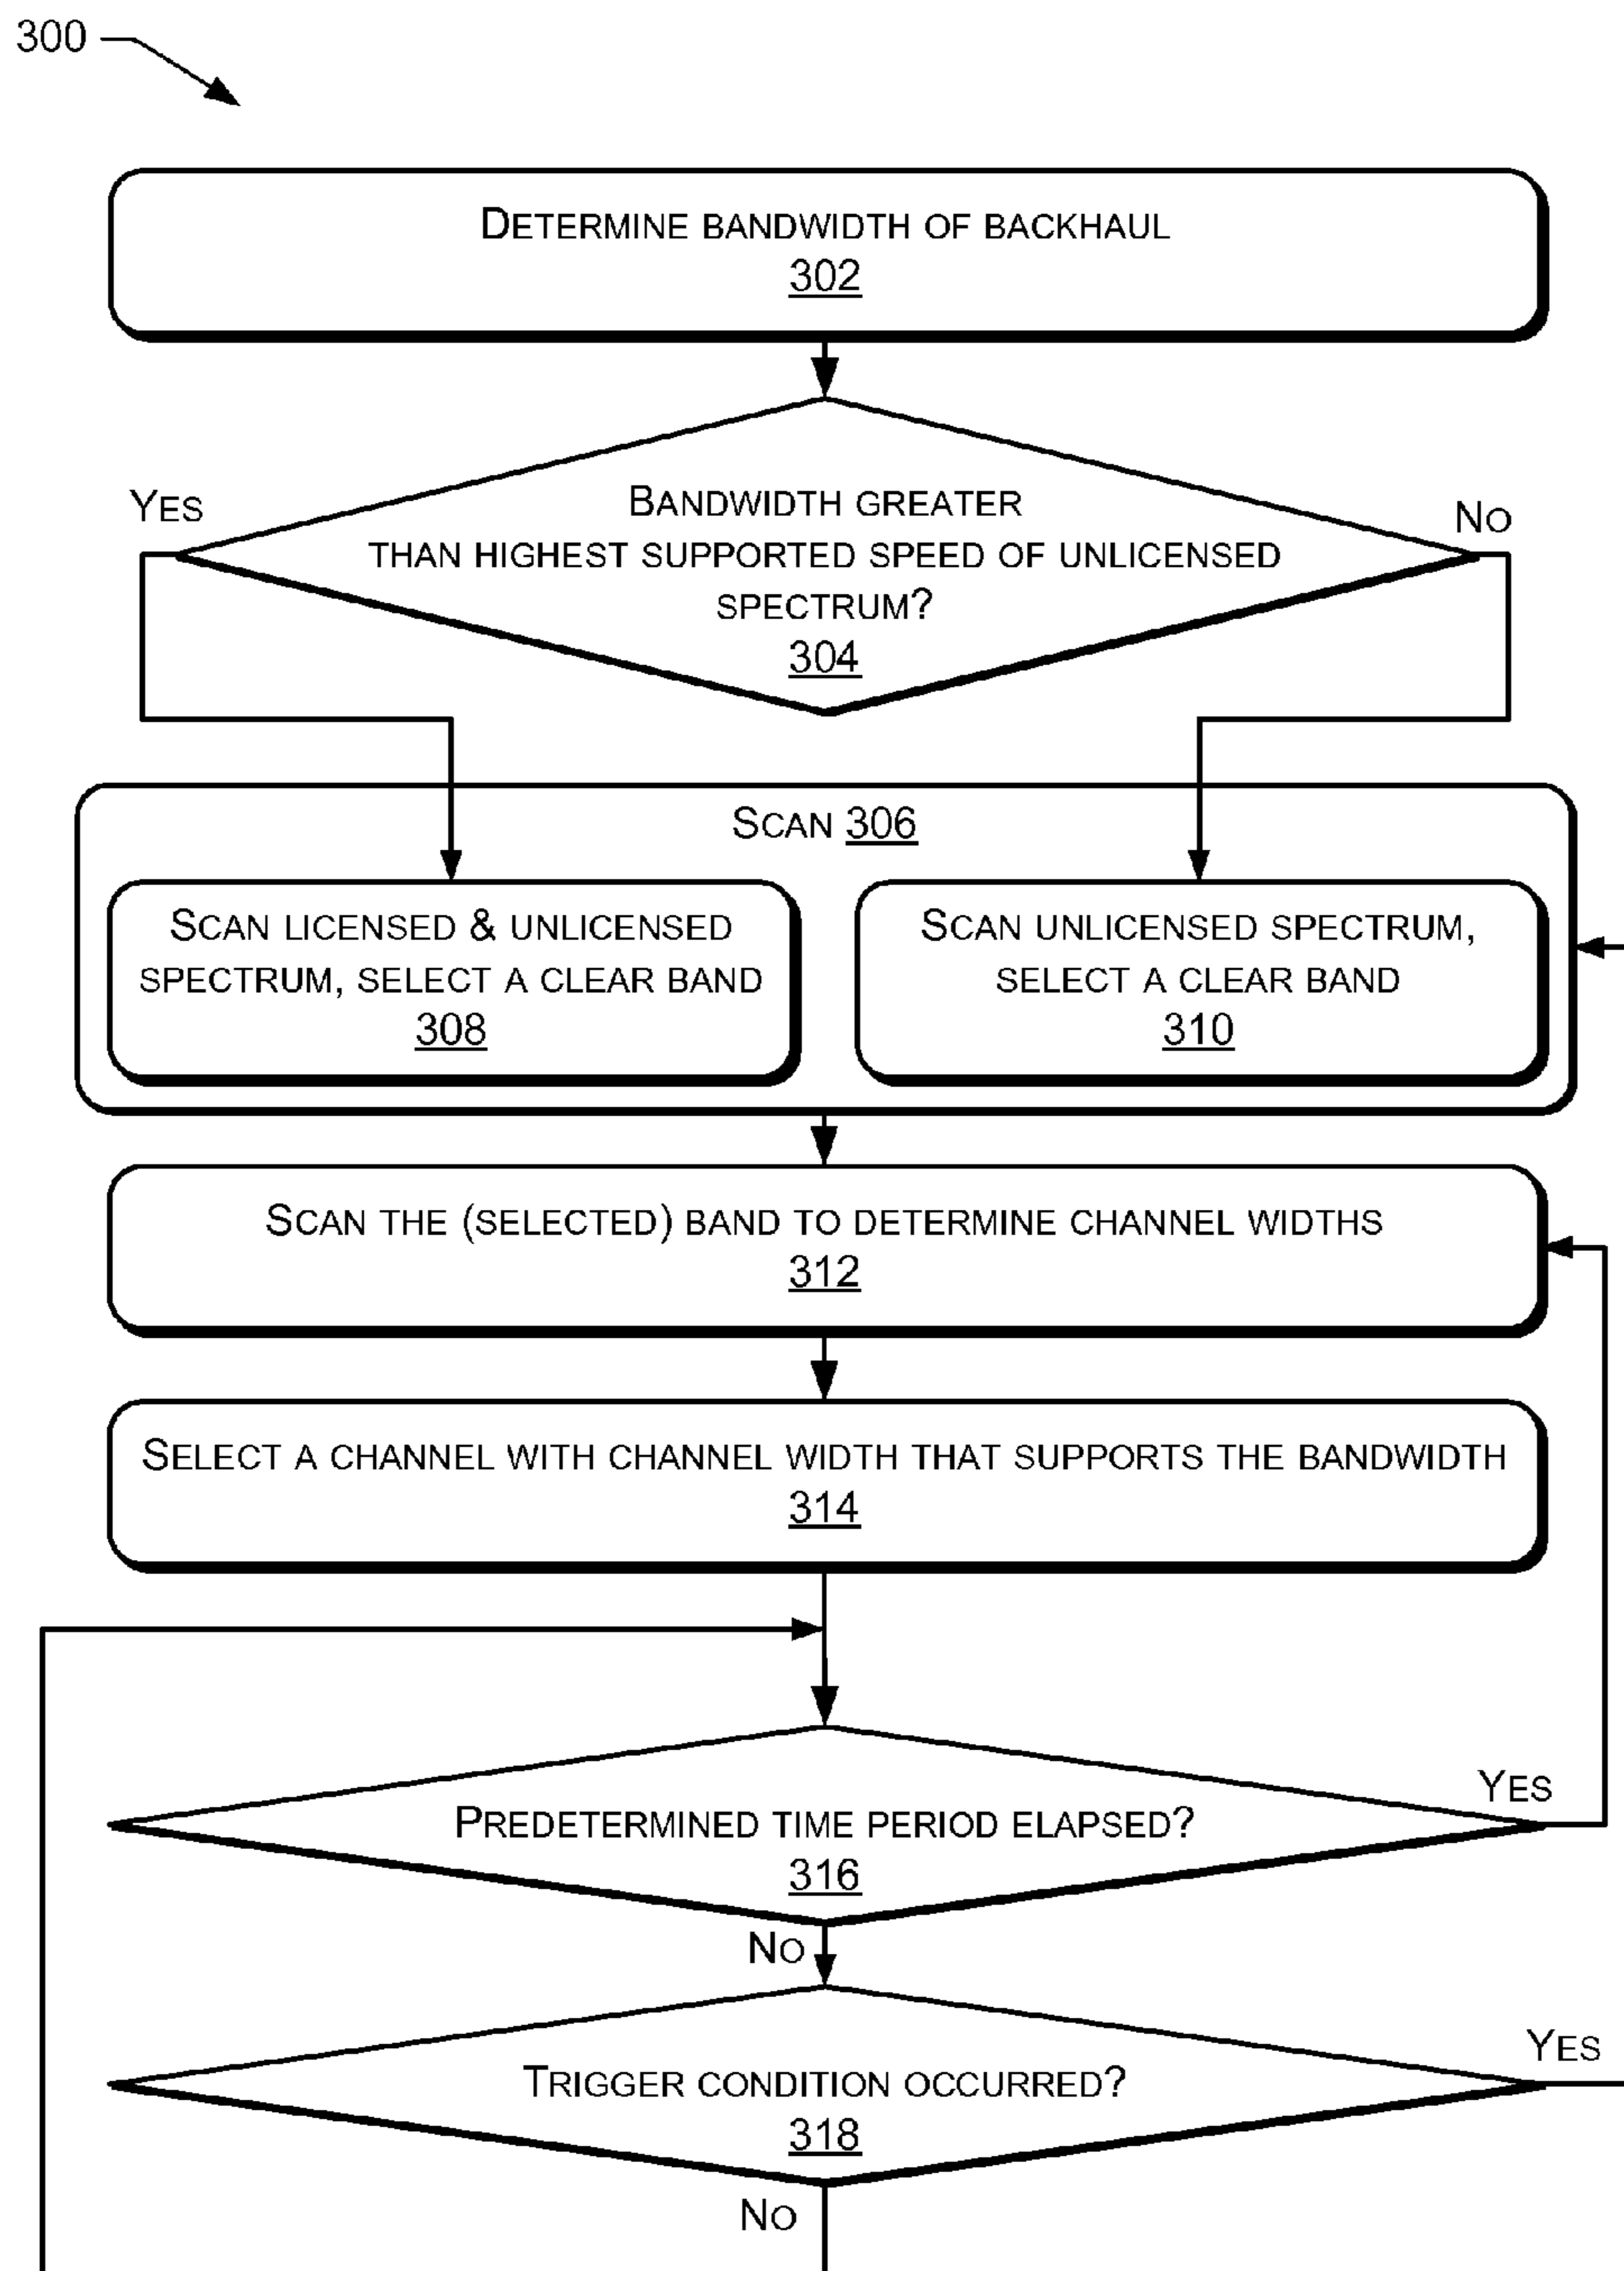 300
DETERMINE BANDWIDTH OF BACKHAUL
302
BANDWIDTH GREATER
THAN HIGHEST SUPPORTED SPEED OF UNLICENSED
SPECTRUM?
304
YES
NO
SCAN 306
SCAN LICENSED & UNLICENSED
SPECTRUM, SELECT A CLEAR BAND
308
SCAN UNLICENSED SPECTRUM,
SELECT A CLEAR BAND
310
SCAN THE (SELECTED) BAND TO DETERMINE CHANNEL WIDTHS
312
SELECT A CHANNEL WITH CHANNEL WIDTH THAT SUPPORTS THE BANDWIDTH
314
PREDETERMINED TIME PERIOD ELAPSED?
316
YES
NO
TRIGGER CONDITION OCCURRED?
318
YES
NO